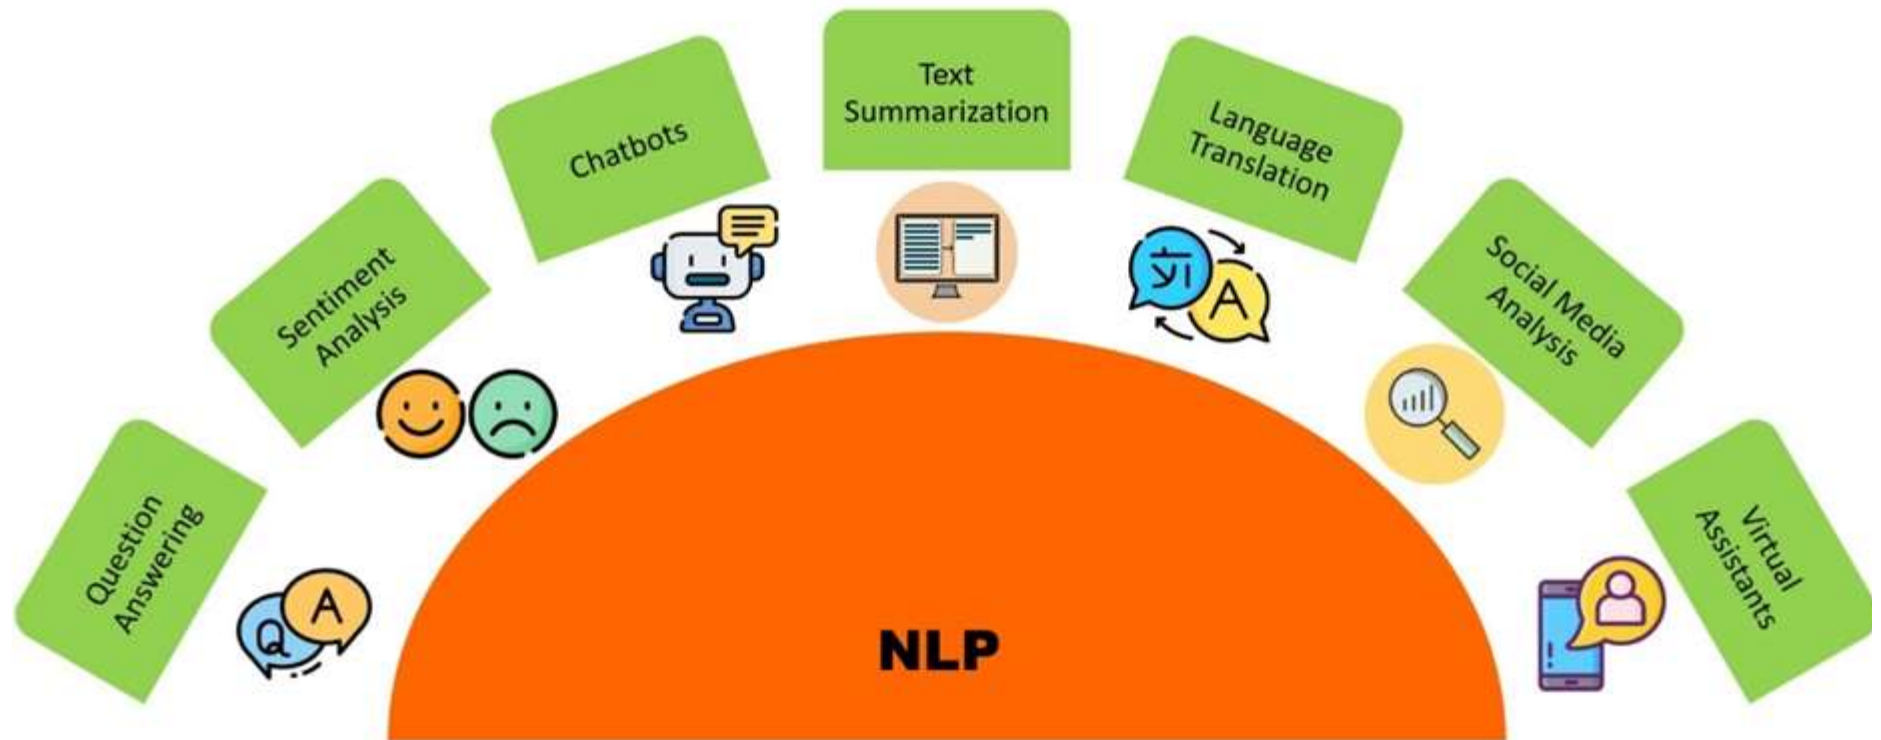 Question
Answering
Sentiment
Analysis
Chatbots
Text
Summarization
Language
Translation
Social Media
Analysis
Virtual
Assistants
Q
A
A
NLP